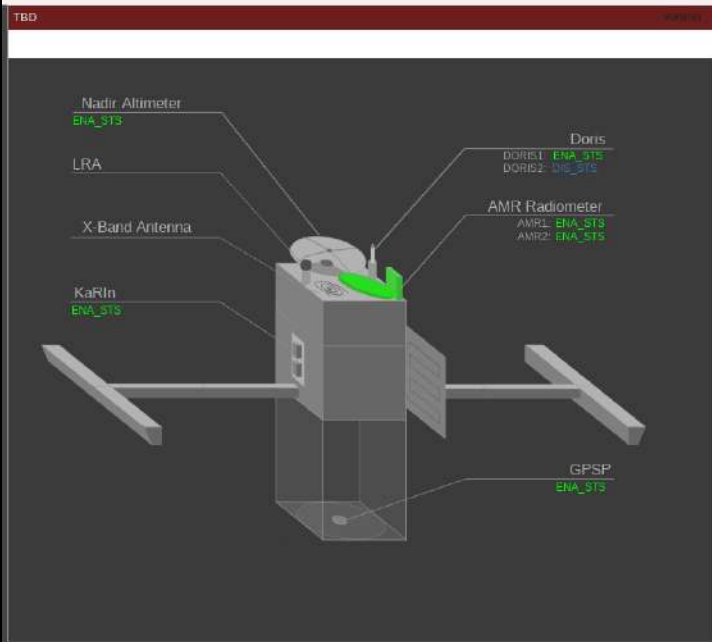 TBD
Nadir Altimeter
ENA_STS
LRA
X-Band Antenna
KaRIn
ENA_STS
Doris
DORIS1: ENA_STS
DORIS2: DIS_STS
AMR Radiometer
AMR1: ENA_STS
AMR2: ENA_STS
GPSP
ENA_STS